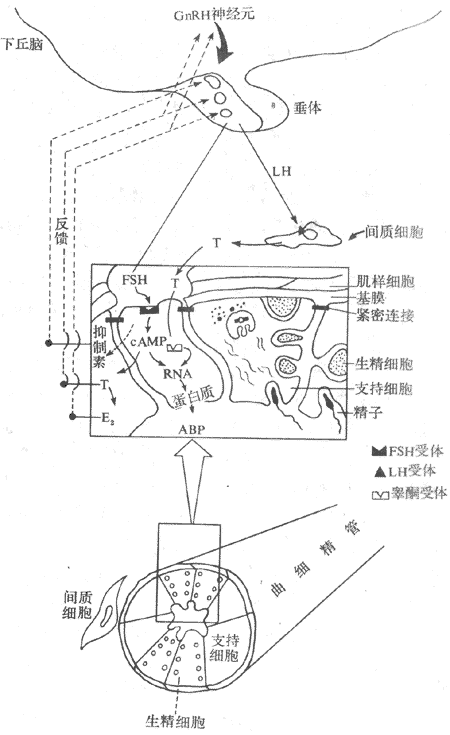 GnRH神经元
下丘脑
垂体
LH
间质细胞
T
反馈
FSH
T
肌样细胞
基膜
紧密连接
抑制素
cAMP
RNA
生精细胞
支持细胞
蛋白质
T
E₂
ABP
精子
FSH受体
LH受体
睾酮受体
曲细精管
间质
细胞
支持
细胞
生精细胞